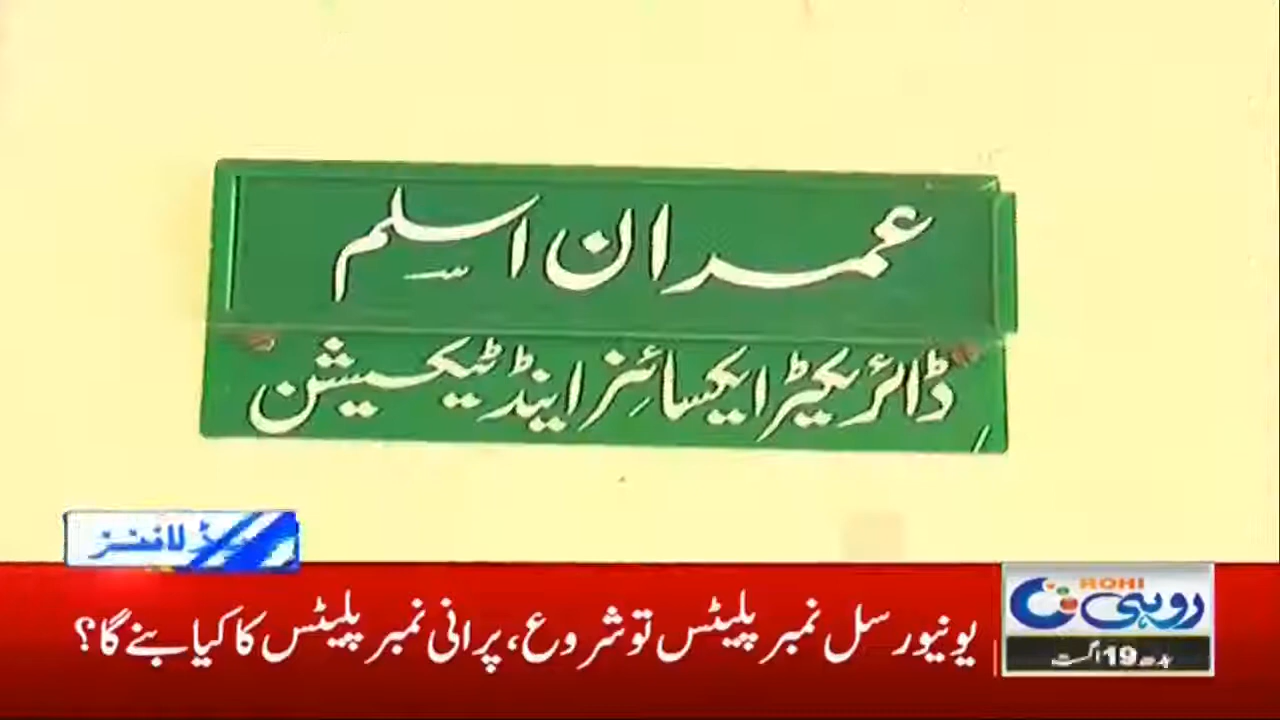 عمران اسلم
ڈائریکٹر ایکسائز اینڈ ٹیکسیشن
ہیڈ لائنز
یونیورسل نمبر پلیٹس تو شروع، پرانی نمبر پلیٹس کا کیا بنے گا؟
ROHI
روہی
بدھ 19 اگست